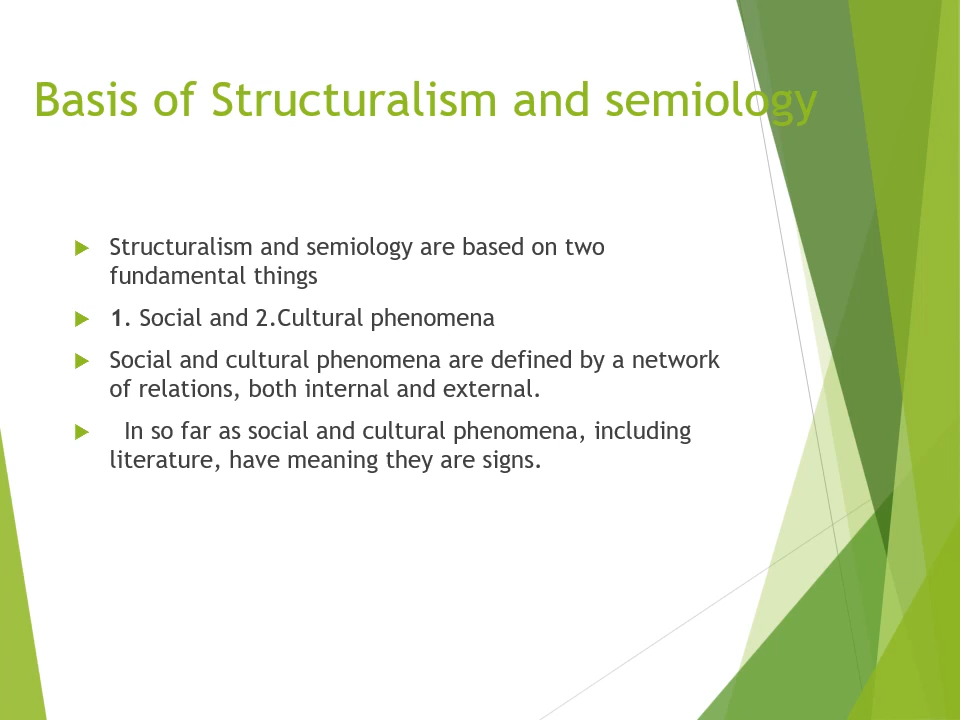 Basis of Structuralism and semiology
Structuralism and semiology are based on two
fundamental things
1. Social and 2.Cultural phenomena
Social and cultural phenomena are defined by a network
of relations, both internal and external.
In so far as social and cultural phenomena, including
literature, have meaning they are signs.